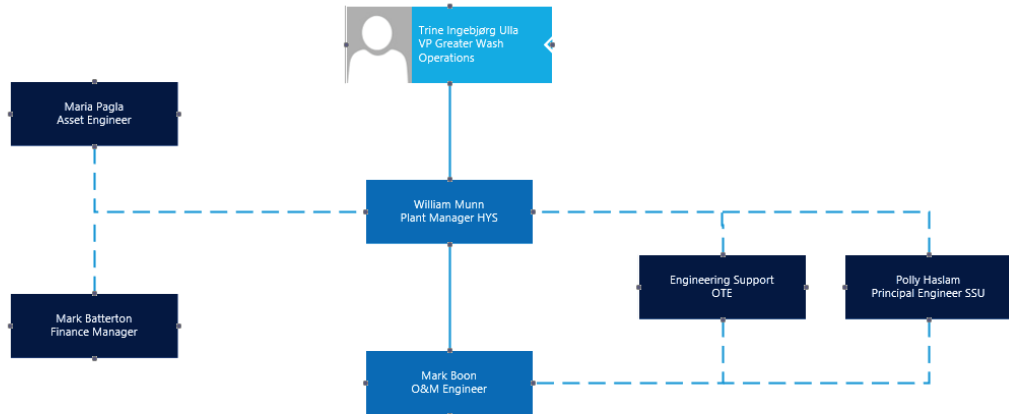 Trine Ingebjørg Ulla
VP Greater Wash
Operations
Maria Pagla
Asset Engineer
William Munn
Plant Manager HYS
Engineering Support
OTE
Polly Haslam
Principal Engineer SSU
Mark Batterton
Finance Manager
Mark Boon
O&M Engineer